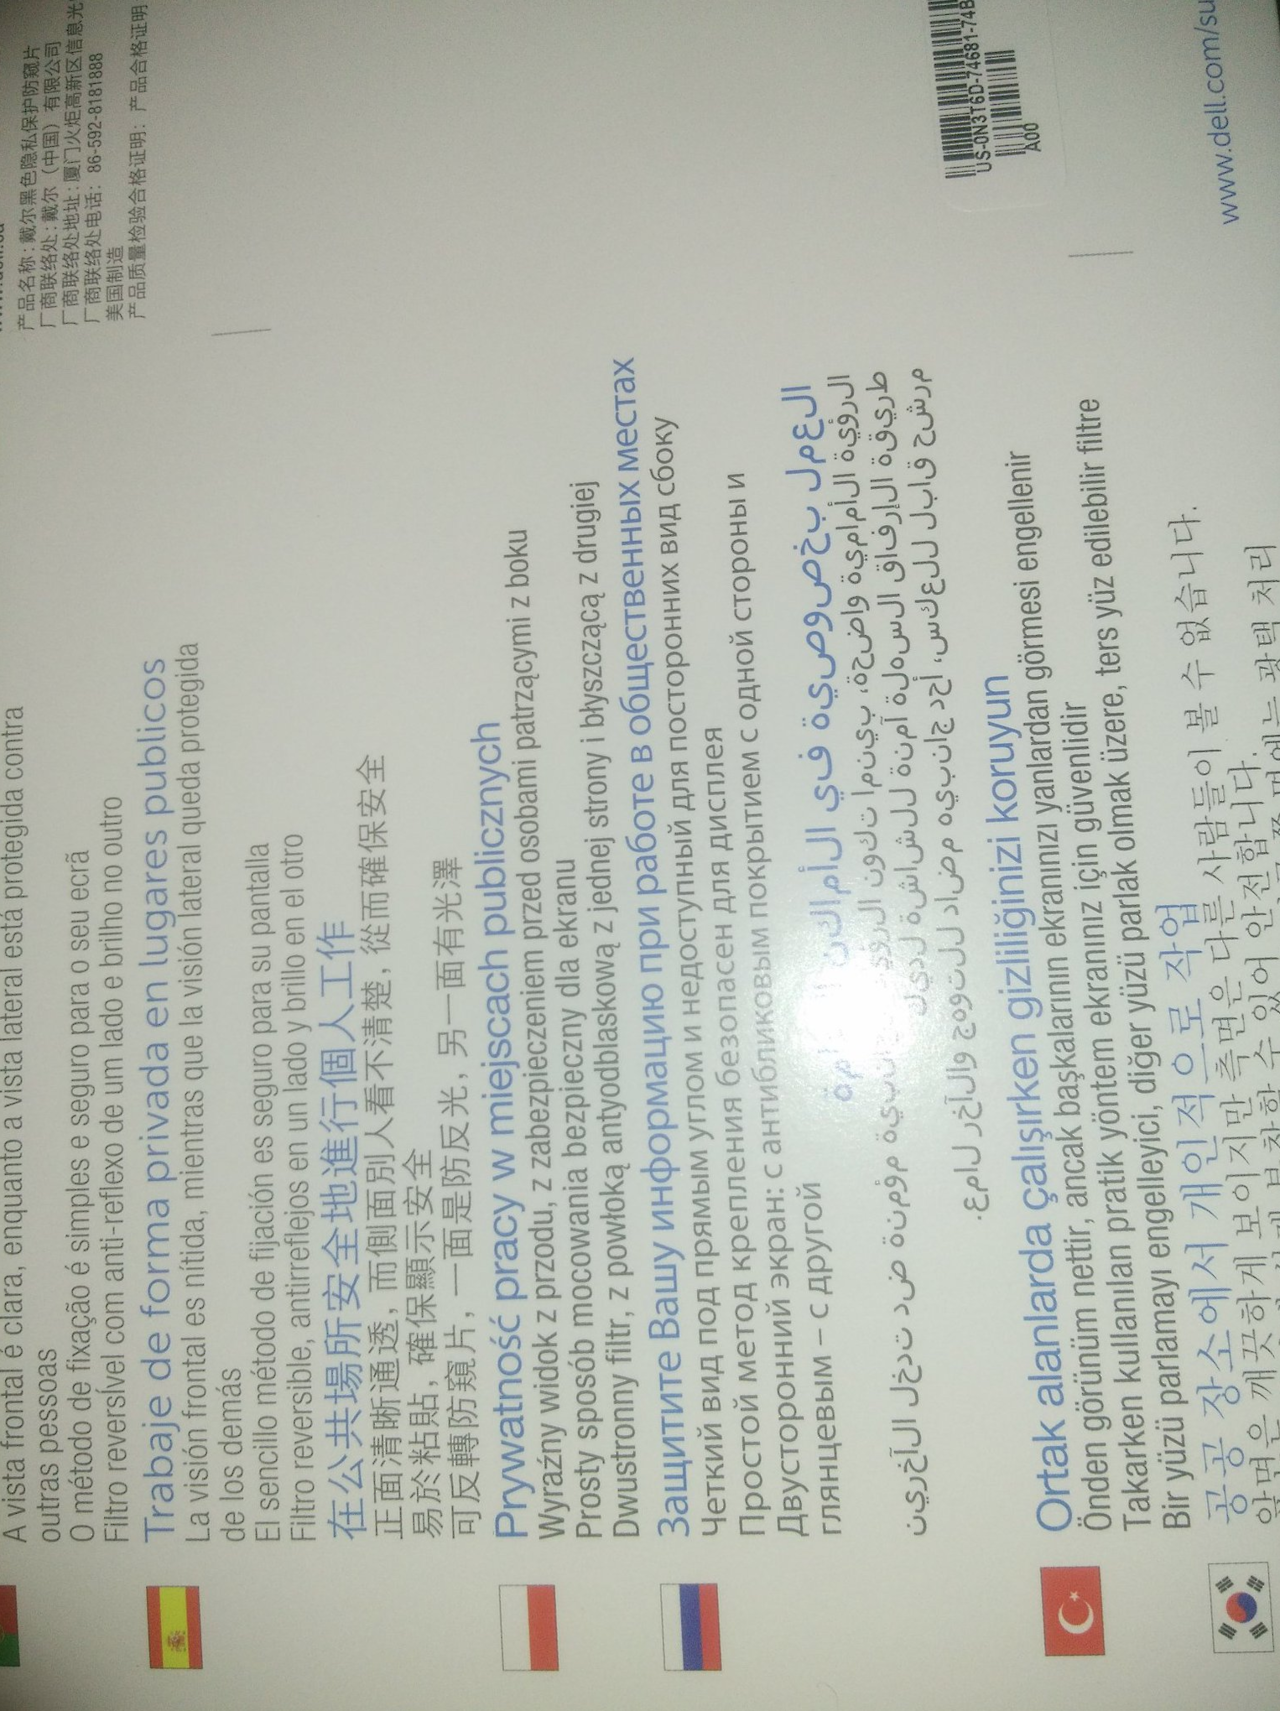 A vista frontal é clara, enquanto a vista lateral está protegida contra
outras pessoas
O método de fixação é simples e seguro para o seu ecrã
Filtro reversível com anti-reflexo de um lado e brilho no outro
Trabaje de forma privada en lugares publicos
La visión frontal es nítida, mientras que la visión lateral queda protegida
de los demás
El sencillo método de fijación es seguro para su pantalla
Filtro reversible, antirreflejos en un lado y brillo en el otro
在公共場所安全地進行個人工作
正面清晰通透，而側面別人看不清楚，從而確保安全
易於粘貼，確保顯示安全
可反轉防窺片，一面是防反光，另一面有光澤
Prywatność pracy w miejscach publicznych
Wyraźny widok z przodu, z zabezpieczeniem przed osobami patrzącymi z boku
Prosty sposób mocowania bezpieczny dla ekranu
Dwustronny filtr, z powłoką antyodblaskową z jednej strony i błyszczącą z drugiej
Защитите Вашу информацию при работе в общественных местах
Четкий вид под прямым углом и недоступный для посторонних вид сбоку
Простой метод крепления безопасен для дисплея
Двусторонний экран: с антибликовым покрытием с одной стороны и
глянцевым – с другой
العمل بخصوصية في الأماكن
الرؤية الأمامية واضحة، بينما تكون
مؤمنة ضد تدخل الآخرين
طريقة الإرفاق السهلة آمنة للشاشة لديك
مرشح قابل للعكس، أحد جانبيه مضاد للتوهج والآخر لامع.
Ortak alanlarda çalışırken gizliliğinizi koruyun
Önden görünüm nettir, ancak başkalarının ekranınızı yanlardan görmesi engellenir
Takarken kullanılan pratik yöntem ekranınız için güvenlidir
Bir yüzü parlamayı engelleyici, diğer yüzü parlak olmak üzere, ters yüz edilebilir filtre
공공 장소에서 개인적으로 작업
앞면은 깨끗하게 보이지만 측면은 다른 사람들이 볼 수 없습니다.
부착할 수 있어 안전합니다.
광택 처리
产品名称：戴尔黑色隐私保护防窥片
厂商联络处：戴尔（中国）有限公司
厂商联络处地址：厦门火炬高新区信息光
厂商联络处电话：86-592-8181888
美国制造
产品质量检验合格证明：产品合格证明
US-0N3T6D-74681-74B
A00
www.dell.com/su